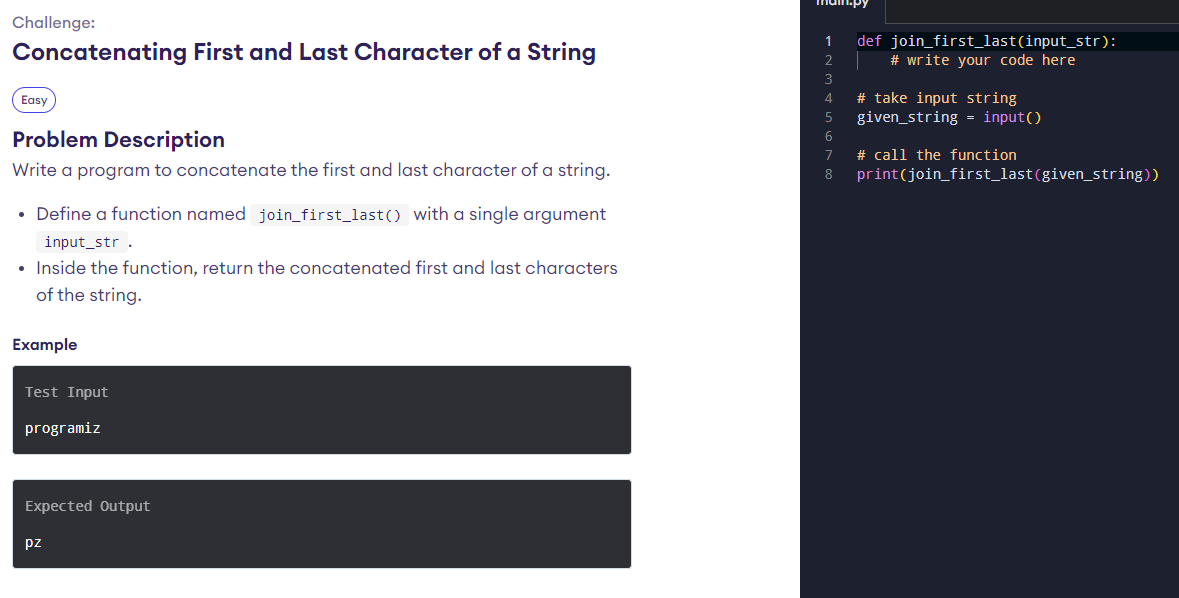 Challenge:
Concatenating First and Last Character of a String
Easy
Problem Description
Write a program to concatenate the first and last character of a string.
• Define a function named join_first_last() with a single argument
input_str .
• Inside the function, return the concatenated first and last characters
of the string.
Example
Test Input
programiz
Expected Output
pz
main.py
1 def join_first_last(input_str):
2     # write your code here
3
4 # take input string
5 given_string = input()
6
7 # call the function
8 print(join_first_last(given_string))